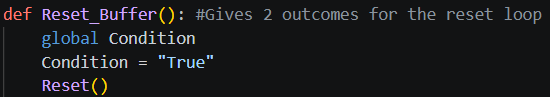 def Reset_Buffer(): #Gives 2 outcomes for the reset loop
    global Condition
    Condition = "True"
    Reset()